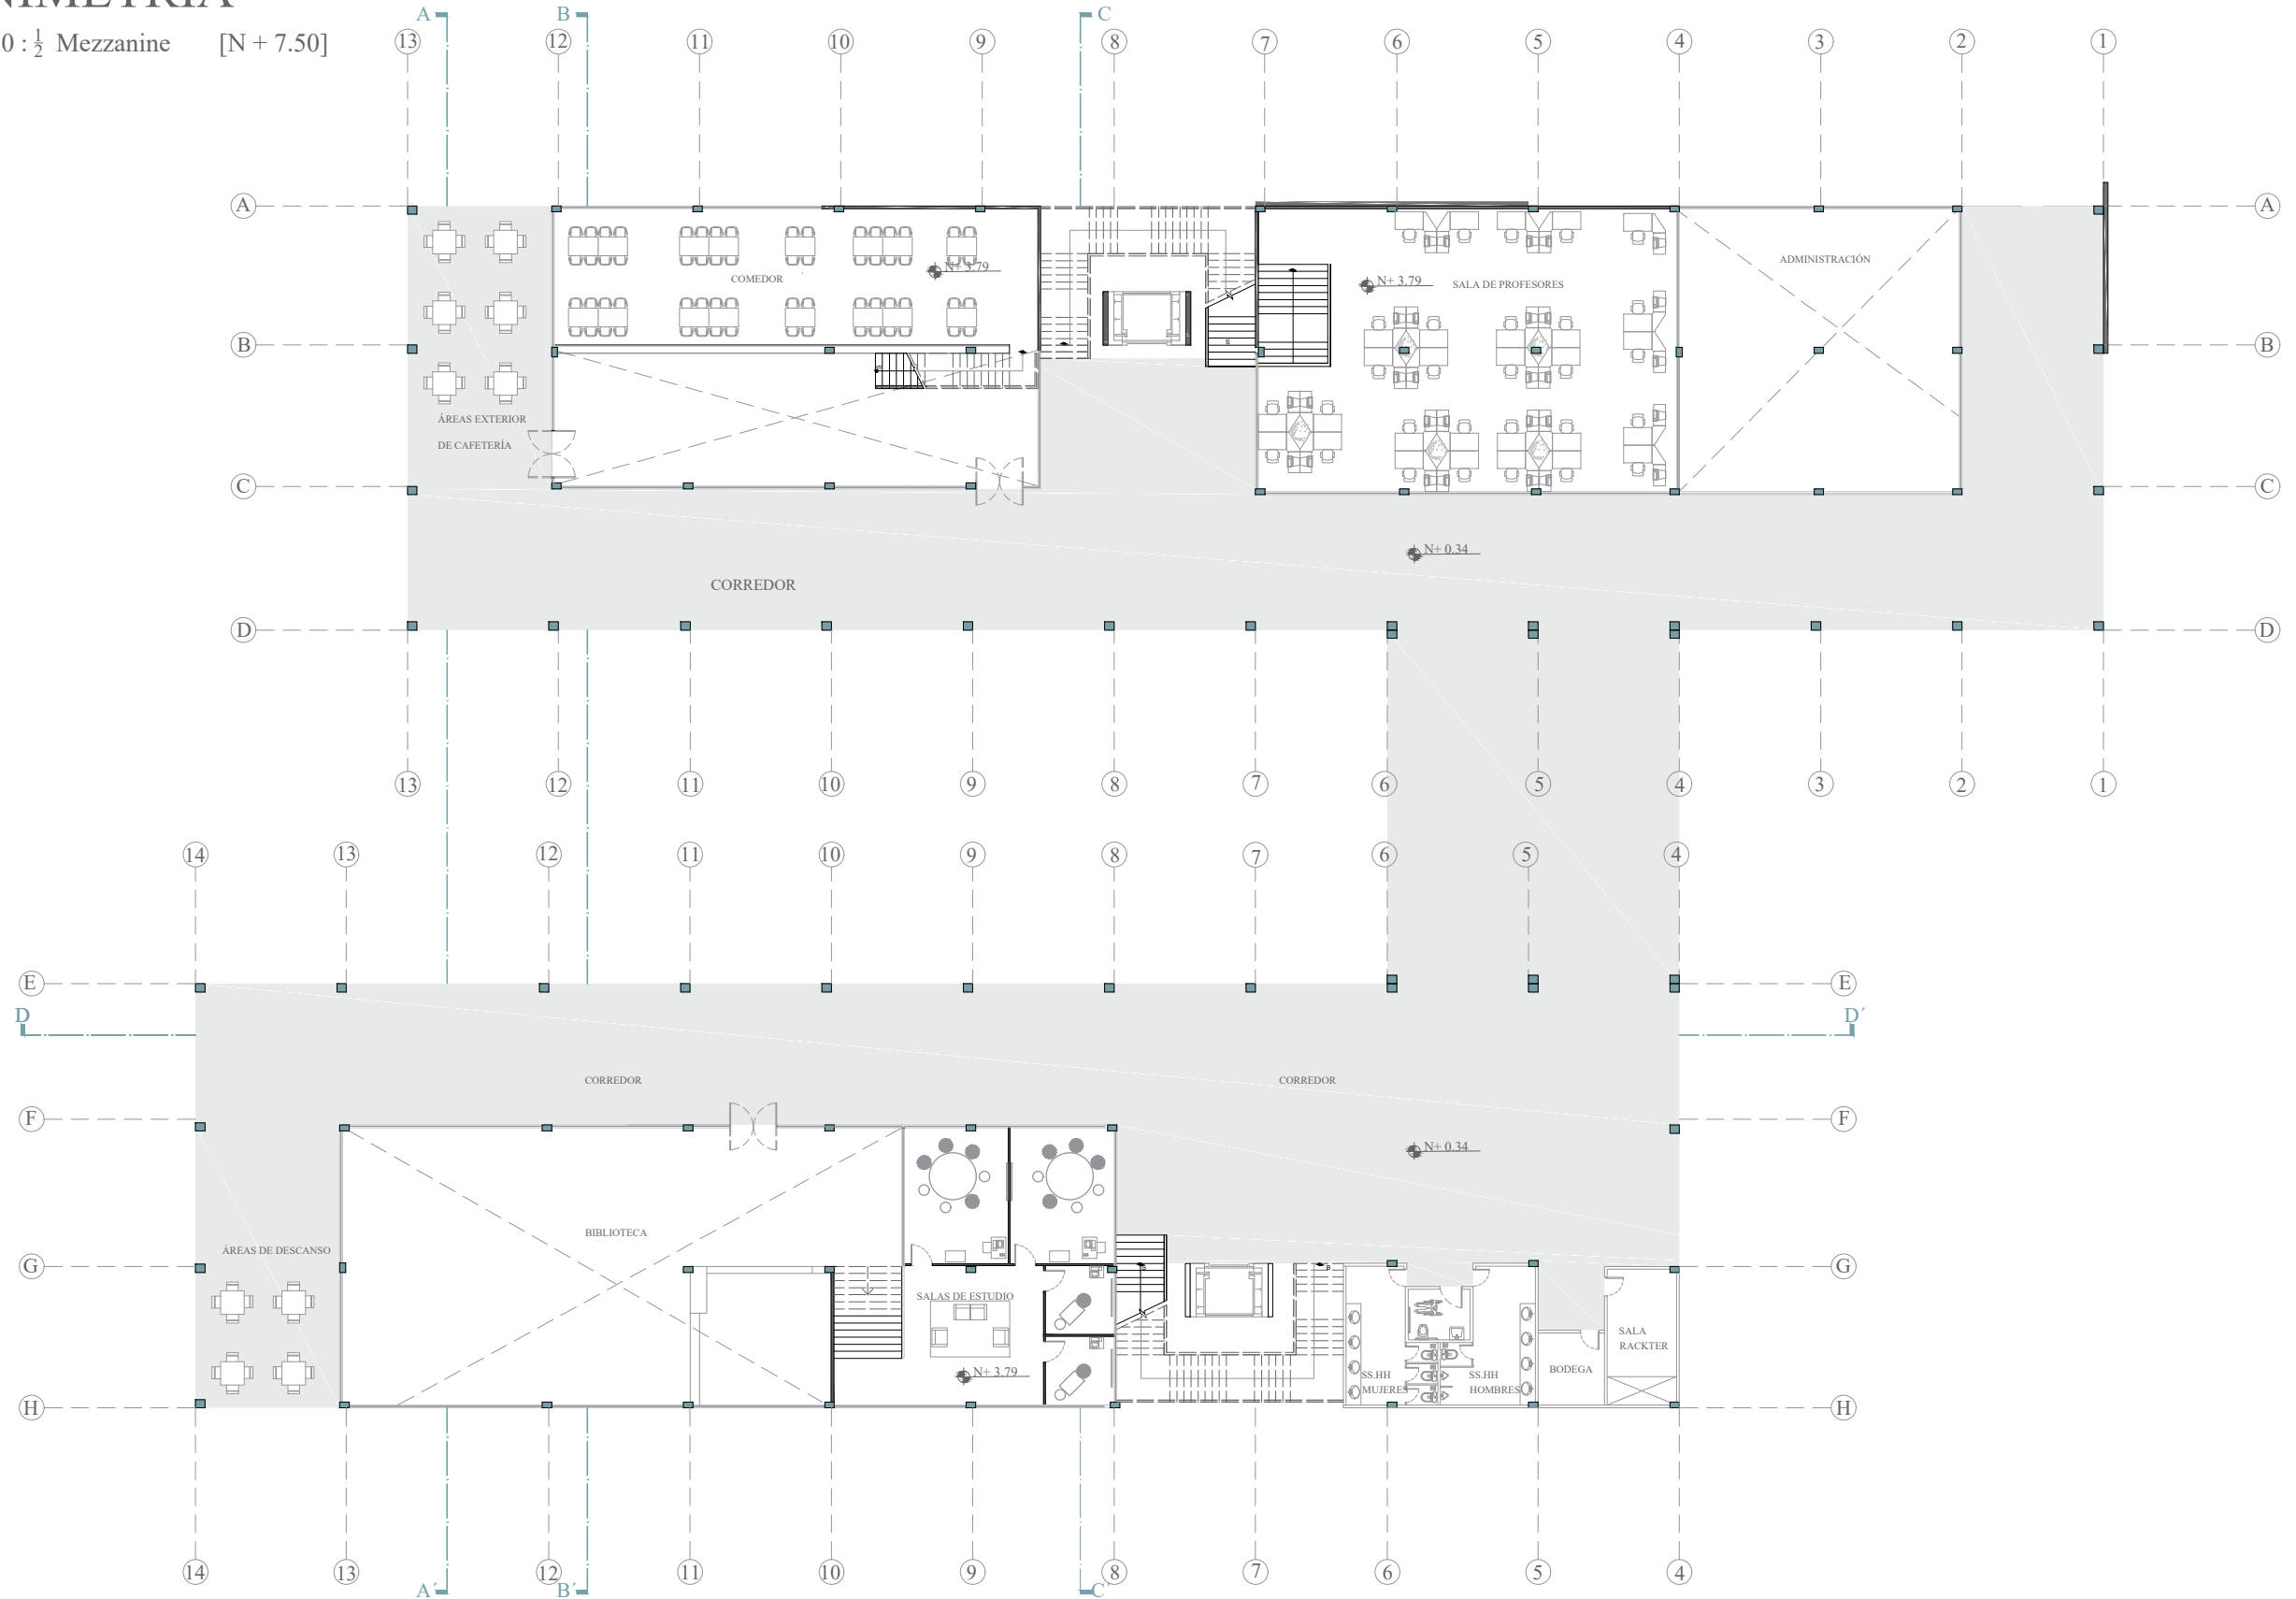 0 : 1/2 Mezzanine [N + 7.50]
A B C
13 12 11 10 9 8 7 6 5 4 3 2 1
A A
COMEDOR
N+ 3.79
N+ 3.79
SALA DE PROFESORES
ADMINISTRACIÓN
B B
S
ÁREAS EXTERIOR
DE CAFETERÍA
C C
N+ 0.34
CORREDOR
D D
13 12 11 10 9 8 7 6 5 4 3 2 1
14 13 12 11 10 9 8 7 6 5 4
E E
D D´
CORREDOR CORREDOR
F F
N+ 0.34
BIBLIOTECA
ÁREAS DE DESCANSO
G G
SALAS DE ESTUDIO
SALA
RACKTER
N+ 3.79
BODEGA
SS.HH
MUJERES
SS.HH
HOMBRES
H H
14 13 12 11 10 9 8 7 6 5 4
A´ B´ C´